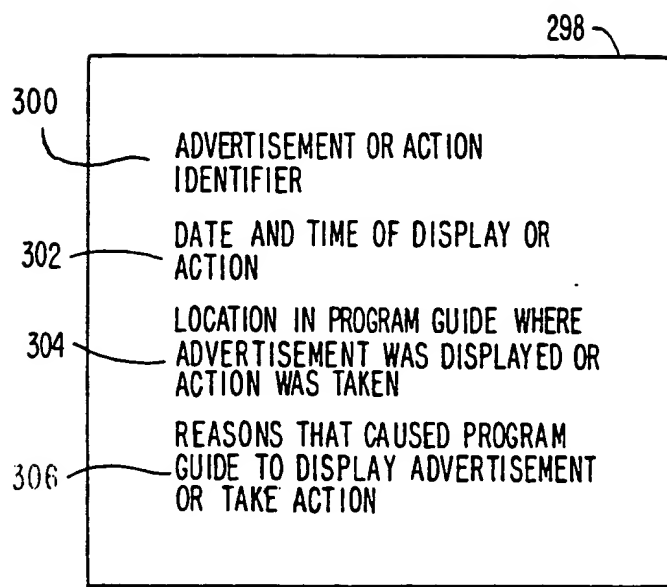 298
300
ADVERTISEMENT OR ACTION
IDENTIFIER
302
DATE AND TIME OF DISPLAY OR
ACTION
304
LOCATION IN PROGRAM GUIDE WHERE
ADVERTISEMENT WAS DISPLAYED OR
ACTION WAS TAKEN
306
REASONS THAT CAUSED PROGRAM
GUIDE TO DISPLAY ADVERTISEMENT
OR TAKE ACTION